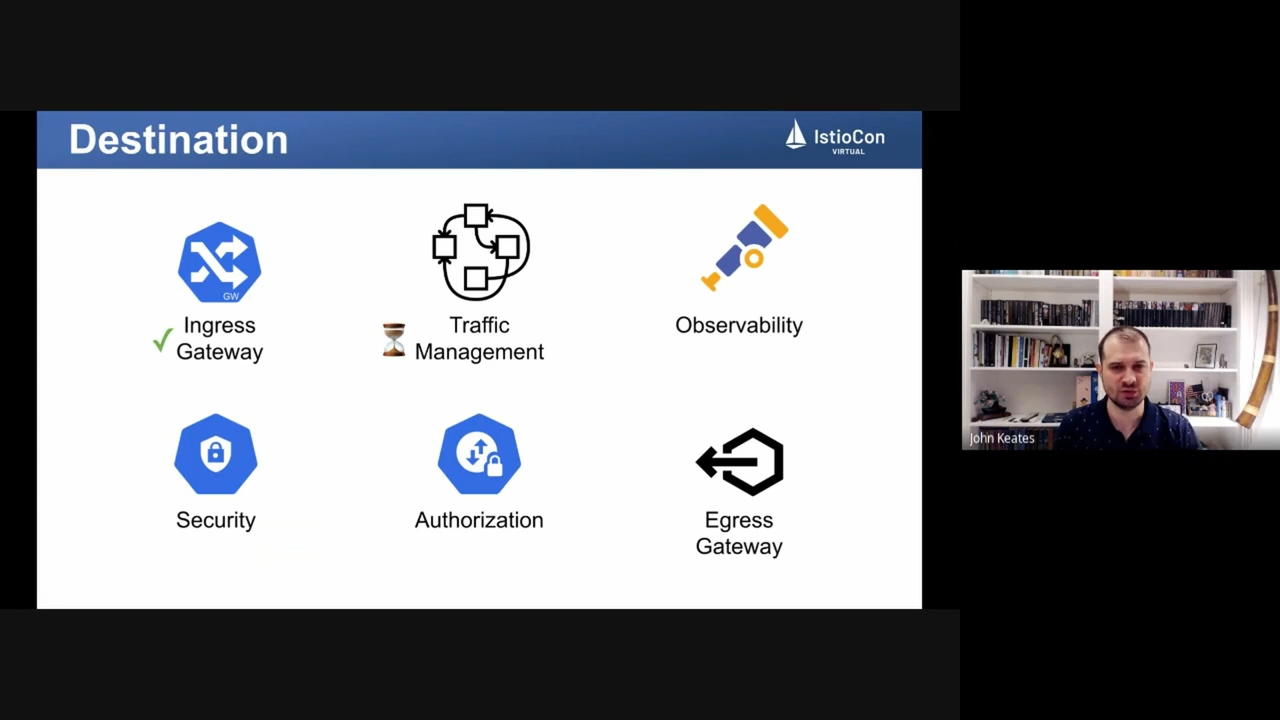 Destination
IstioCon
VIRTUAL
GW
Ingress
Gateway
Traffic
Management
Observability
Security
Authorization
Egress
Gateway
John Keates